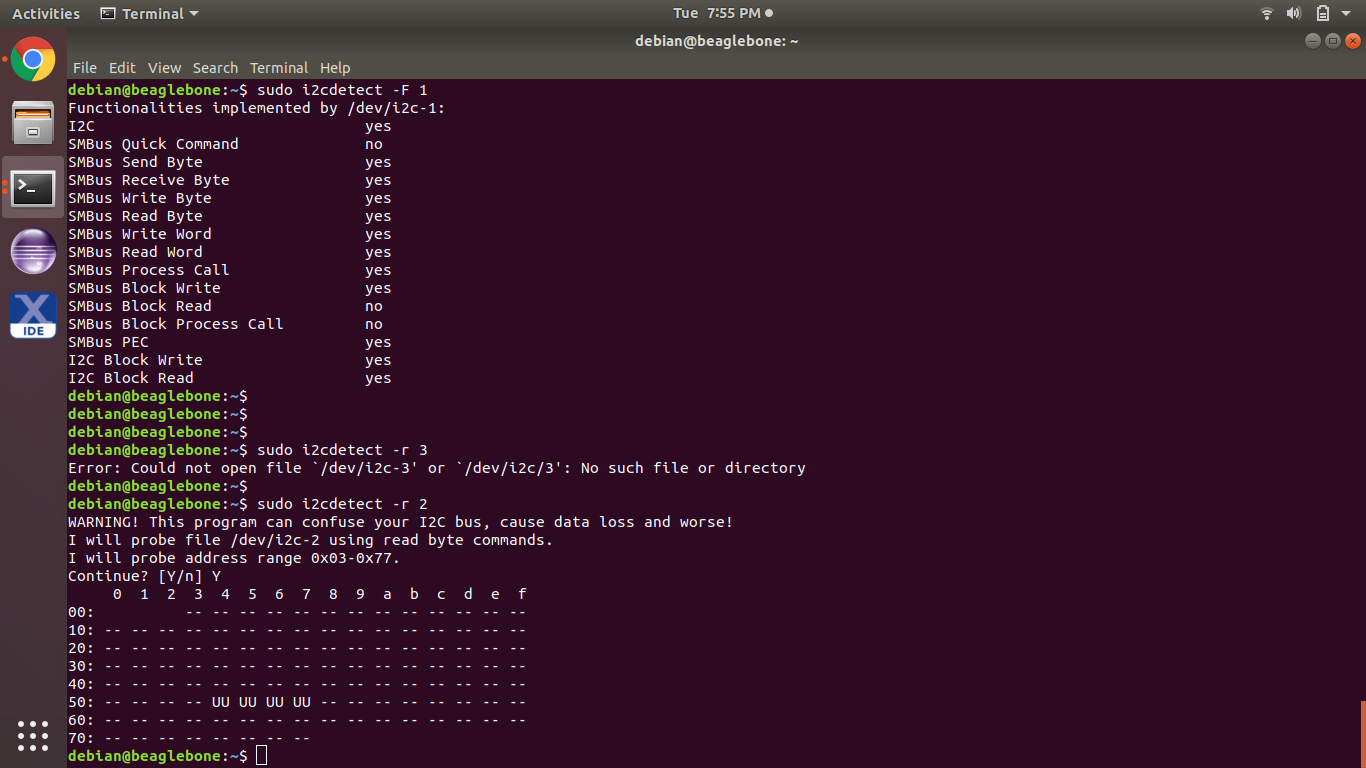 Activities Terminal Tue 7:55 PM
debian@beaglebone: ~
File Edit View Search Terminal Help
debian@beaglebone:~$ sudo i2cdetect -F 1
Functionalities implemented by /dev/i2c-1:
I2C                              yes
SMBus Quick Command              no
SMBus Send Byte                  yes
SMBus Receive Byte               yes
SMBus Write Byte                 yes
SMBus Read Byte                  yes
SMBus Write Word                 yes
SMBus Read Word                  yes
SMBus Process Call               yes
SMBus Block Write                yes
SMBus Block Read                 no
SMBus Block Process Call         no
SMBus PEC                        yes
I2C Block Write                  yes
I2C Block Read                   yes
debian@beaglebone:~$
debian@beaglebone:~$
debian@beaglebone:~$
debian@beaglebone:~$ sudo i2cdetect -r 3
Error: Could not open file `/dev/i2c-3' or `/dev/i2c/3': No such file or directory
debian@beaglebone:~$
debian@beaglebone:~$ sudo i2cdetect -r 2
WARNING! This program can confuse your I2C bus, cause data loss and worse!
I will probe file /dev/i2c-2 using read byte commands.
I will probe address range 0x03-0x77.
Continue? [Y/n] Y
     0  1  2  3  4  5  6  7  8  9  a  b  c  d  e  f
00:          -- -- -- -- -- -- -- -- -- -- -- -- --
10: -- -- -- -- -- -- -- -- -- -- -- -- -- -- -- --
20: -- -- -- -- -- -- -- -- -- -- -- -- -- -- -- --
30: -- -- -- -- -- -- -- -- -- -- -- -- -- -- -- --
40: -- -- -- -- -- -- -- -- -- -- -- -- -- -- -- --
50: -- -- -- -- UU UU UU UU -- -- -- -- -- -- -- --
60: -- -- -- -- -- -- -- -- -- -- -- -- -- -- -- --
70: -- -- -- -- -- -- -- --
debian@beaglebone:~$
X
IDE